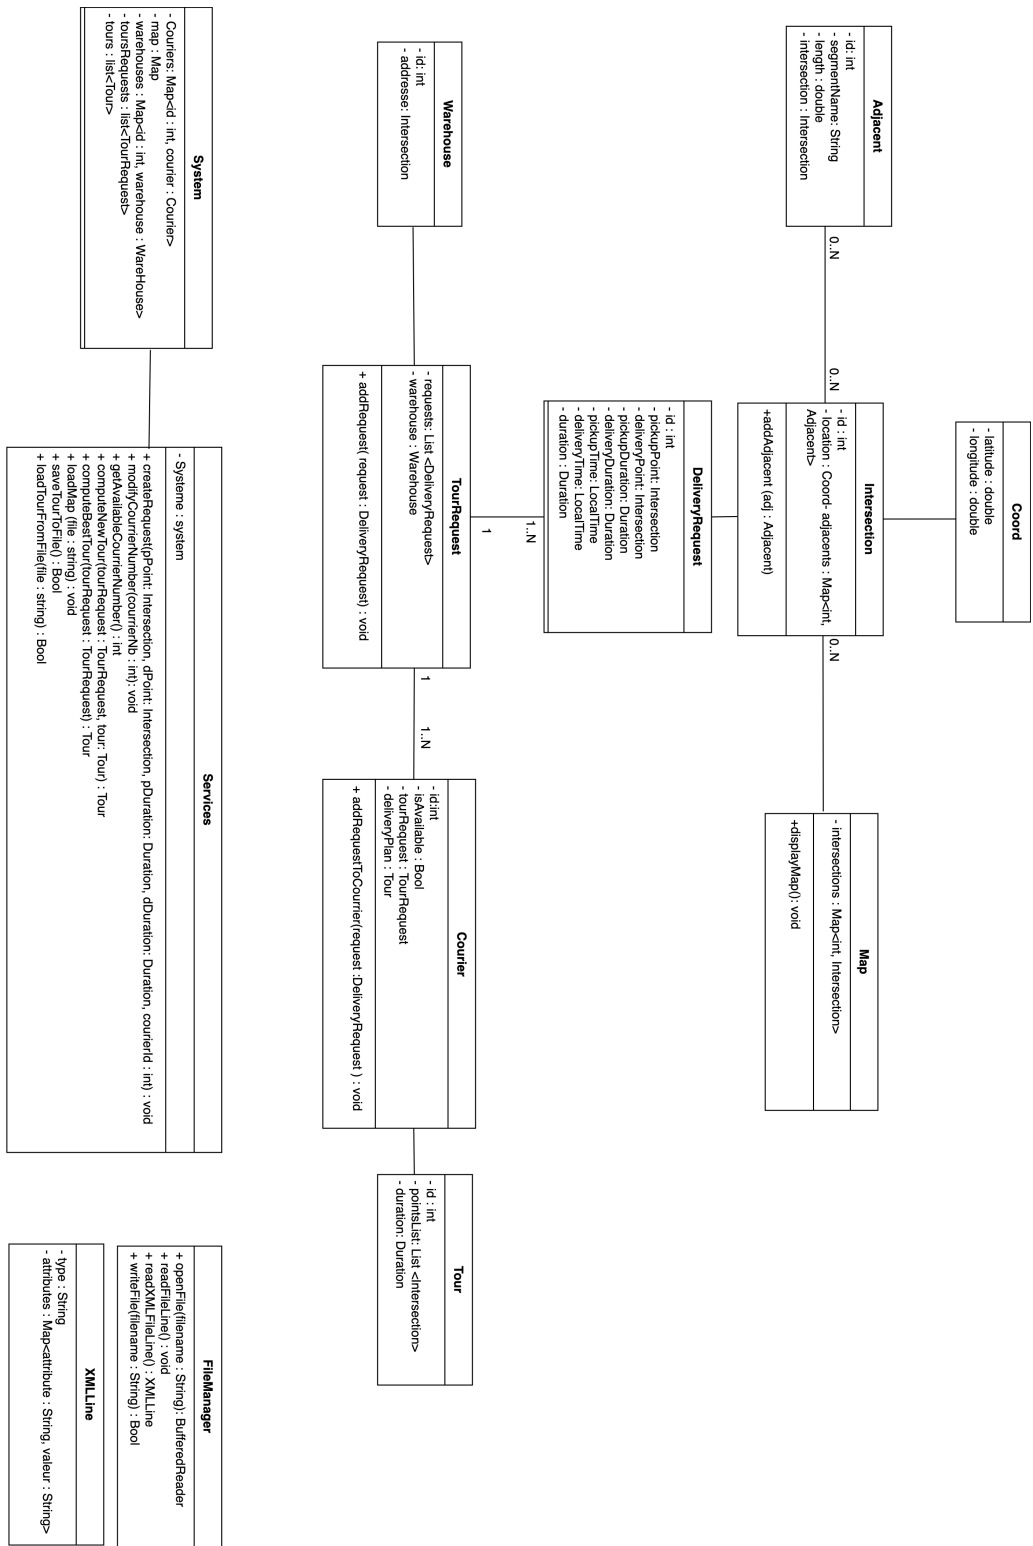 Coord
- latitude : double
- longitude : double
Adjacent
- id: int
- segmentName: String
- length : double
- intersection : Intersection
0..N
0..N
Intersection
- id : int
- location : Coord- adjacents : Map<int,
Adjacent>
+addAdjacent (adj : Adjacent)
0..N
Map
- intersections : Map<int, Intersection>
+displayMap(): void
DeliveryRequest
- id : int
- pickupPoint: Intersection
- deliveryPoint: Intersection
- pickupDuration: Duration
- deliveryDuration: Duration
- pickupTime: LocalTime
- deliveryTime: LocalTime
- duration : Duration
1..N
1
Warehouse
- id: int
- addresse: Intersection
TourRequest
- requests: List <DeliveryRequest>
- warehouse : Warehouse
+ addRequest( request : DeliveryRequest) : void
1
1..N
Courier
- id:int
- isAvailable : Bool
- tourRequest : TourRequest
- deliveryPlan : Tour
+ addRequestToCourrier(request :DeliveryRequest ) : void
Tour
- id : int
- pointsList: List <Intersection>
- duration: Duration
System
- Couriers: Map<id : int, courier : Courier>
- map : Map
- warehouses : Map<id : int, warehouse : WareHouse>
- toursRequests : list<TourRequest>
- tours : list<Tour>
Services
- Systeme : system
+ createRequest(pPoint: Intersection, dPoint: Intersection, pDuration: Duration, dDuration: Duration, courierId : int) : void
+ modifyCourrierNumber(courrierNb : int): void
+ getAvailableCourrierNumber() : int
+ computeNewTour(tourRequest : TourRequest, tour: Tour) : Tour
+ computeBestTour(tourRequest : TourRequest) : Tour
+ loadMap (file : string) : void
+ saveTourToFile() : Bool
+ loadTourFromFile(file : string) : Bool
FileManager
+ openFile(filename : String): BufferedReader
+ readFileLine() : void
+ readXMLFileLine() : XMLLine
+ writeFile(filename : String) : Bool
XMLLine
- type : String
- attributes : Map<attribute : String, valeur : String>